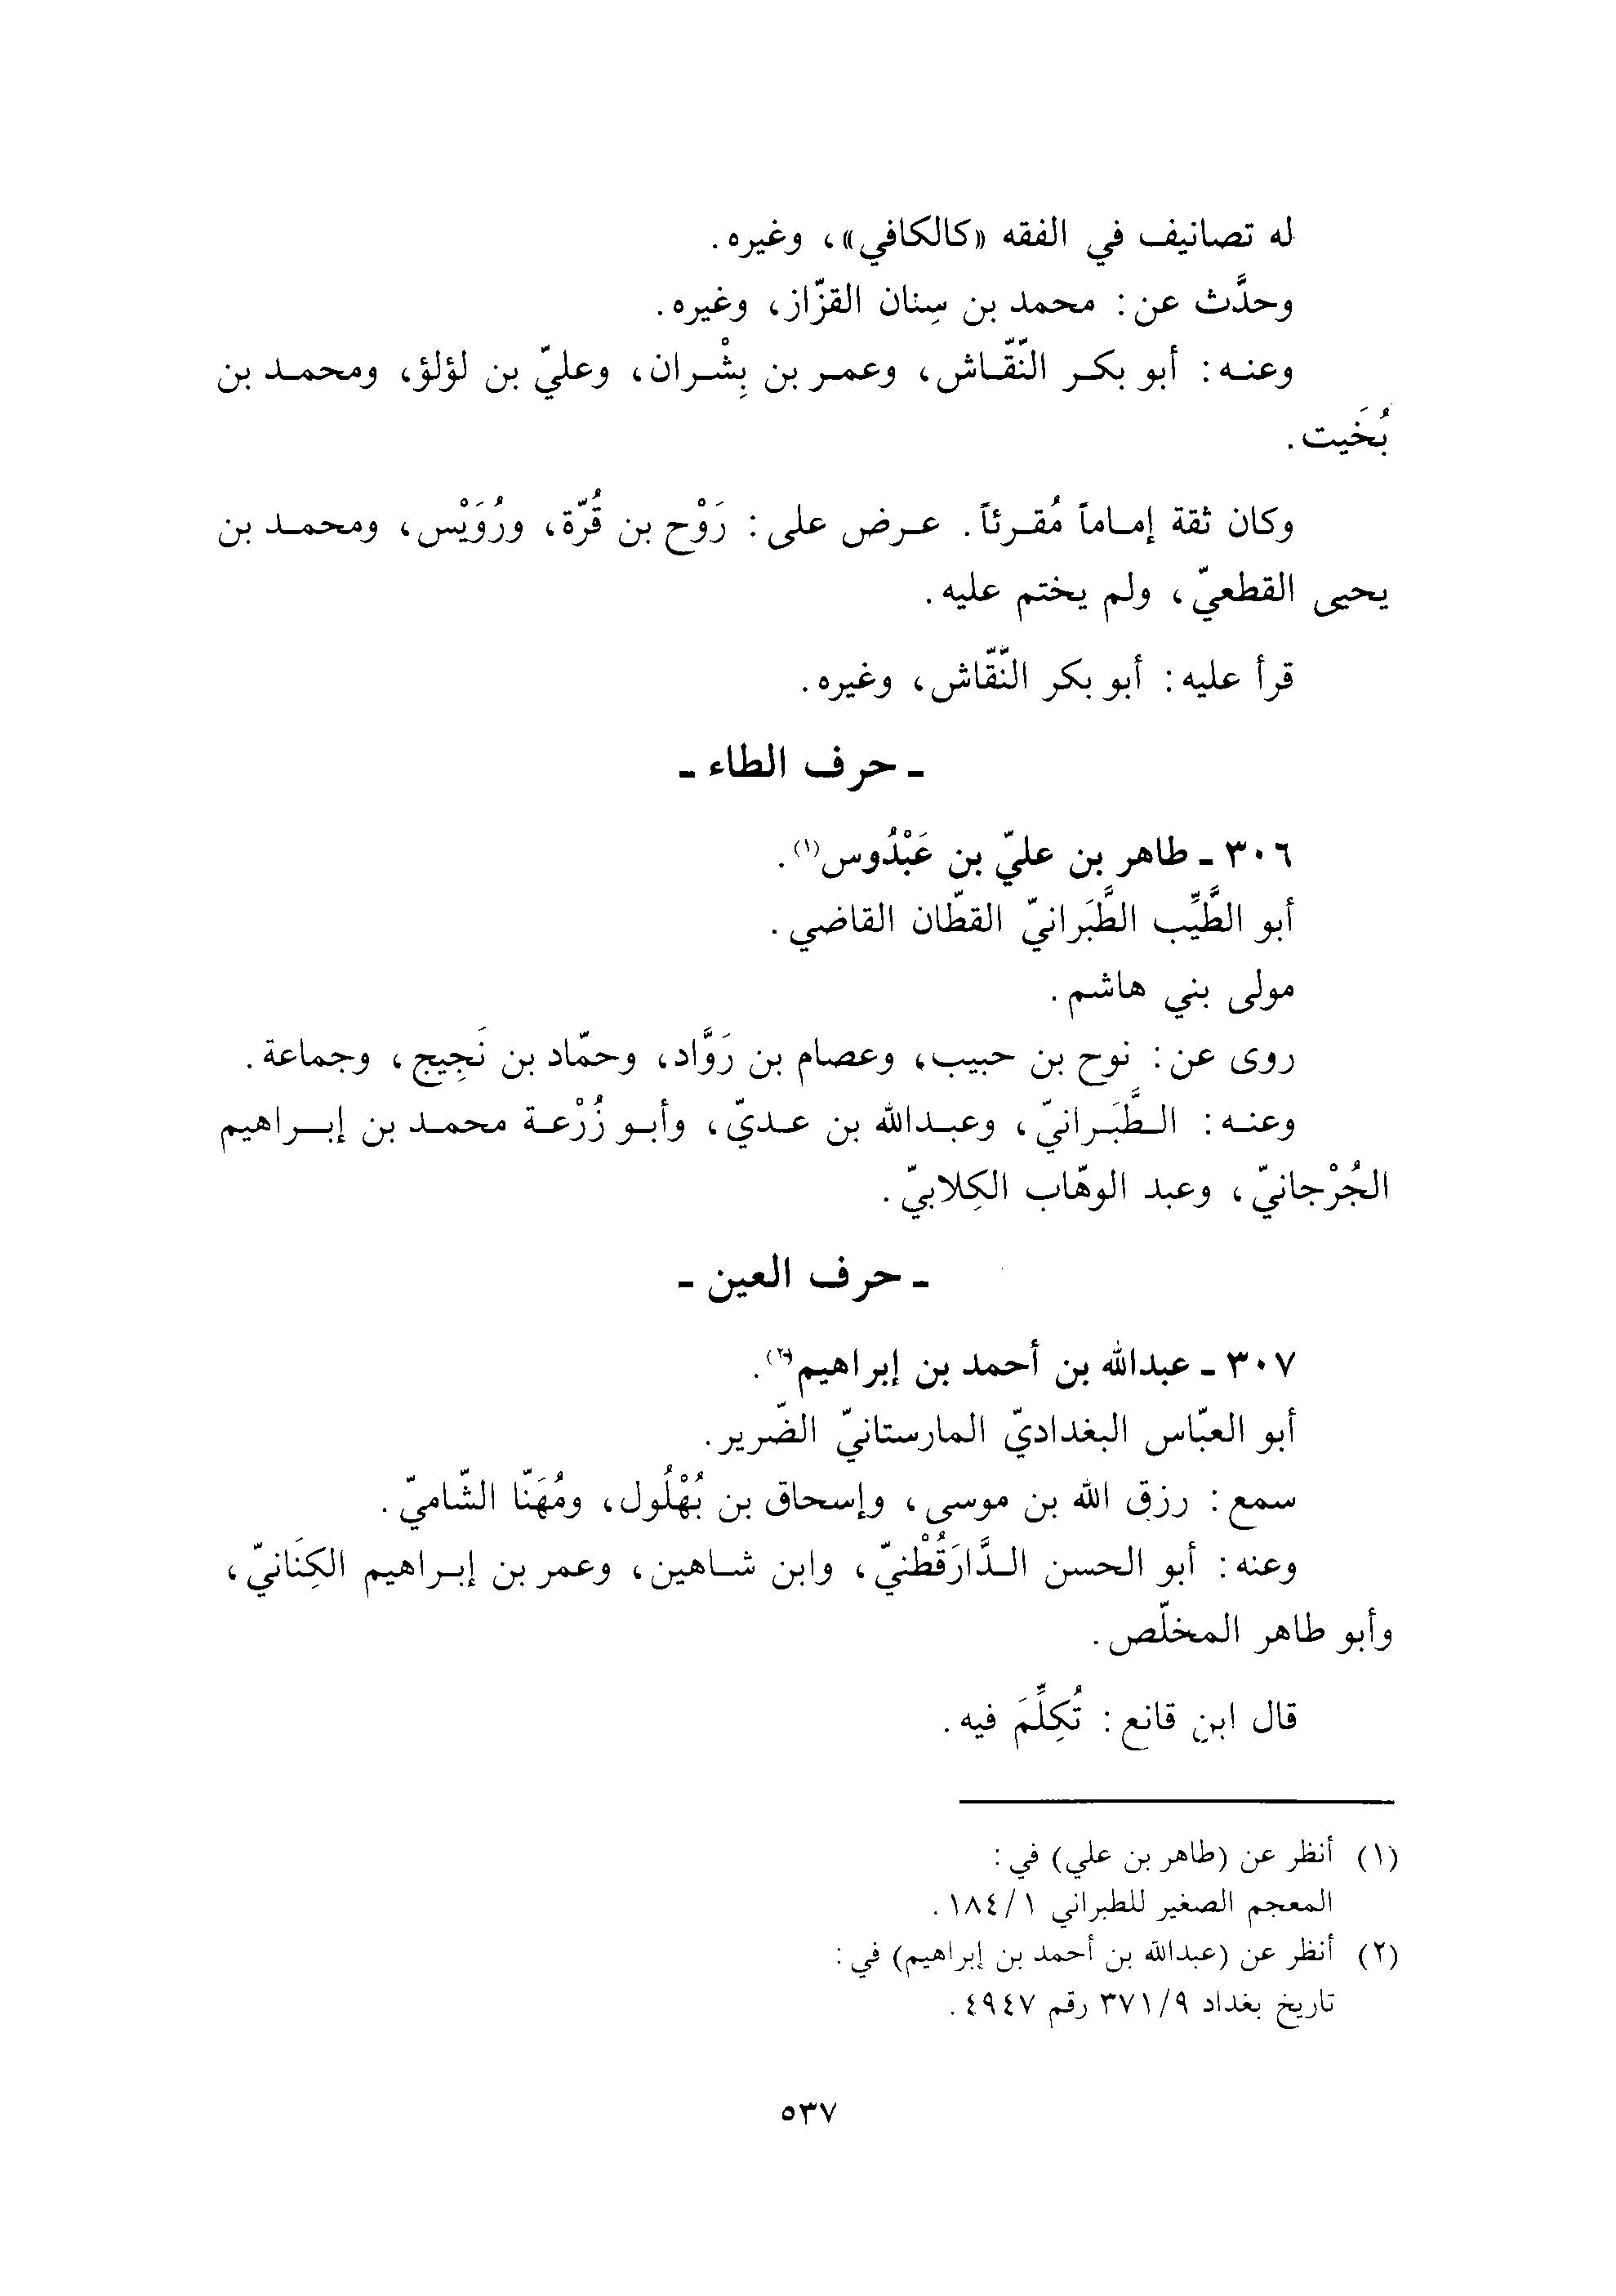 له تصانيف في الفقه «كالكافي»، وغيره.
وحدَّث عن: محمد بن سِنان القزّاز، وغيره.
وعنه: أبو بكر النّقّاش، وعمر بن بِشْران، وعليّ بن لؤلؤ، ومحمد بن
بُخَيت.
وكان ثقة إماماً مُقرئاً. عرض على: رَوْح بن قُرّة، ورُوَيْس، ومحمد بن
يحيى القطعيّ، ولم يختم عليه.
قرأ عليه: أبو بكر النّقّاش، وغيره.
ـ حرف الطاء ـ
٣٠٦ ـ طاهر بن عليّ بن عَبْدُوس(١).
أبو الطَّيِّب الطَّبَرانيّ القطّان القاضي.
مولى بني هاشم.
روى عن: نوح بن حبيب، وعصام بن رَوَّاد، وحمّاد بن نَجِيج، وجماعة.
وعنه: الطَّبَرانيّ، وعبدالله بن عديّ، وأبو زُرْعة محمد بن إبراهيم
الجُرْجانيّ، وعبد الوهّاب الكِلابيّ.
ـ حرف العين ـ
٣٠٧ ـ عبدالله بن أحمد بن إبراهيم(٢).
أبو العبّاس البغداديّ المارستانيّ الضّرير.
سمع: رزق الله بن موسى، وإسحاق بن بُهْلُول، ومُهَنّا الشّاميّ.
وعنه: أبو الحسن الدَّارَقُطْنيّ، وابن شاهين، وعمر بن إبراهيم الكِنَانيّ،
وأبو طاهر المخلّص.
قال ابن قانع: تُكِلِّمَ فيه.
(١) أنظر عن (طاهر بن علي) في:
المعجم الصغير للطبراني ١/١٨٤.
(٢) أنظر عن (عبدالله بن أحمد بن إبراهيم) في:
تاريخ بغداد ٩/٣٧١ رقم ٤٩٤٧.
٥٣٧